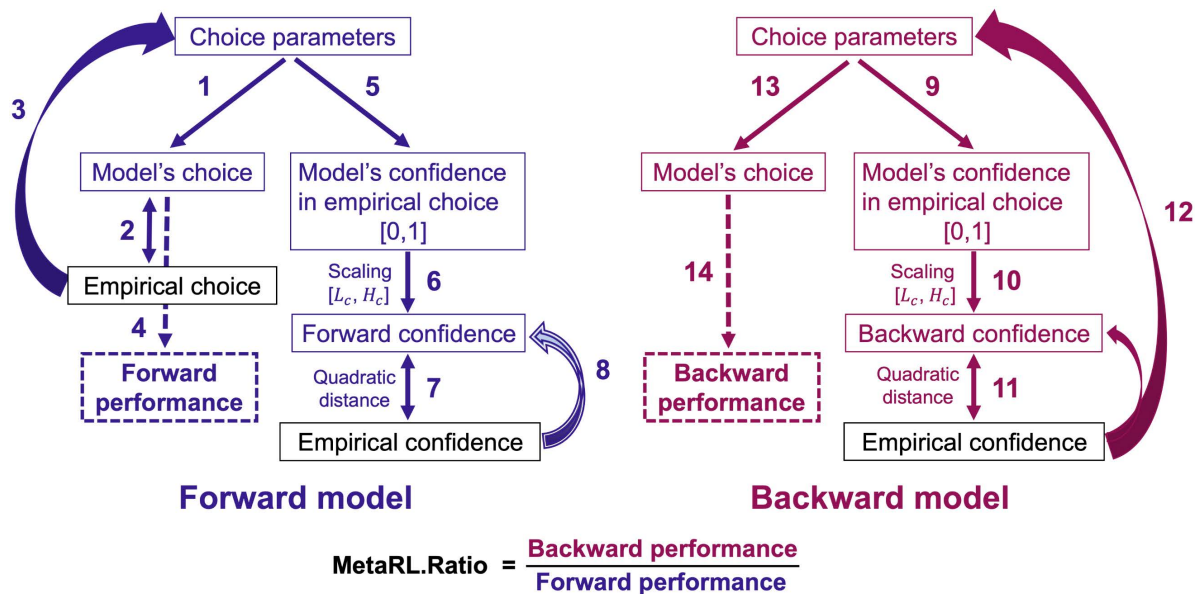 Choice parameters
1
5
3
Model's choice
Model's confidence
in empirical choice
[0,1]
2
Empirical choice
Scaling
[L_c, H_c]
6
4
Forward confidence
Forward
performance
Quadratic
distance
7
8
Empirical confidence
Forward model
Choice parameters
13
9
Model's choice
Model's confidence
in empirical choice
[0,1]
12
14
Scaling
[L_c, H_c]
10
Backward confidence
Backward
performance
Quadratic
distance
11
Empirical confidence
Backward model
MetaRL.Ratio =
Backward performance
Forward performance